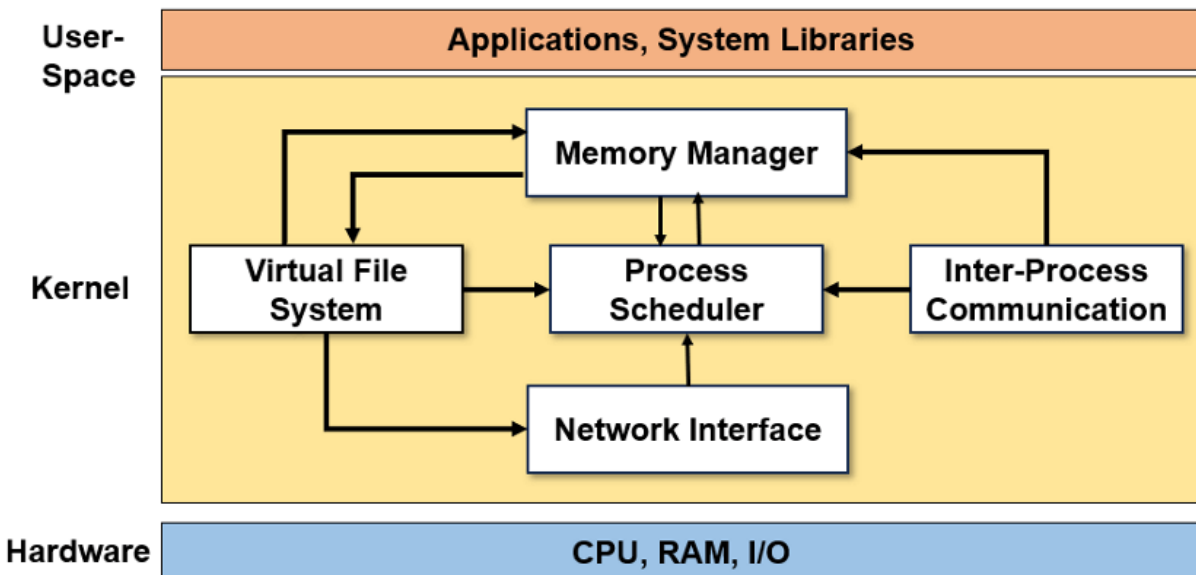 User-
Space
Applications, System Libraries
Memory Manager
Kernel
Virtual File
System
Process
Scheduler
Inter-Process
Communication
Network Interface
Hardware
CPU, RAM, I/O